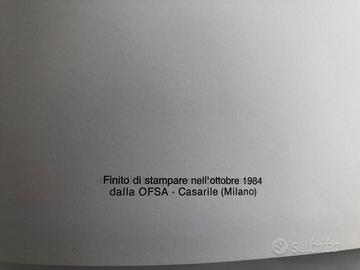 Finito di stampare nell'ottobre 1984
dalla OFSA - Casarile (Milano)
subito